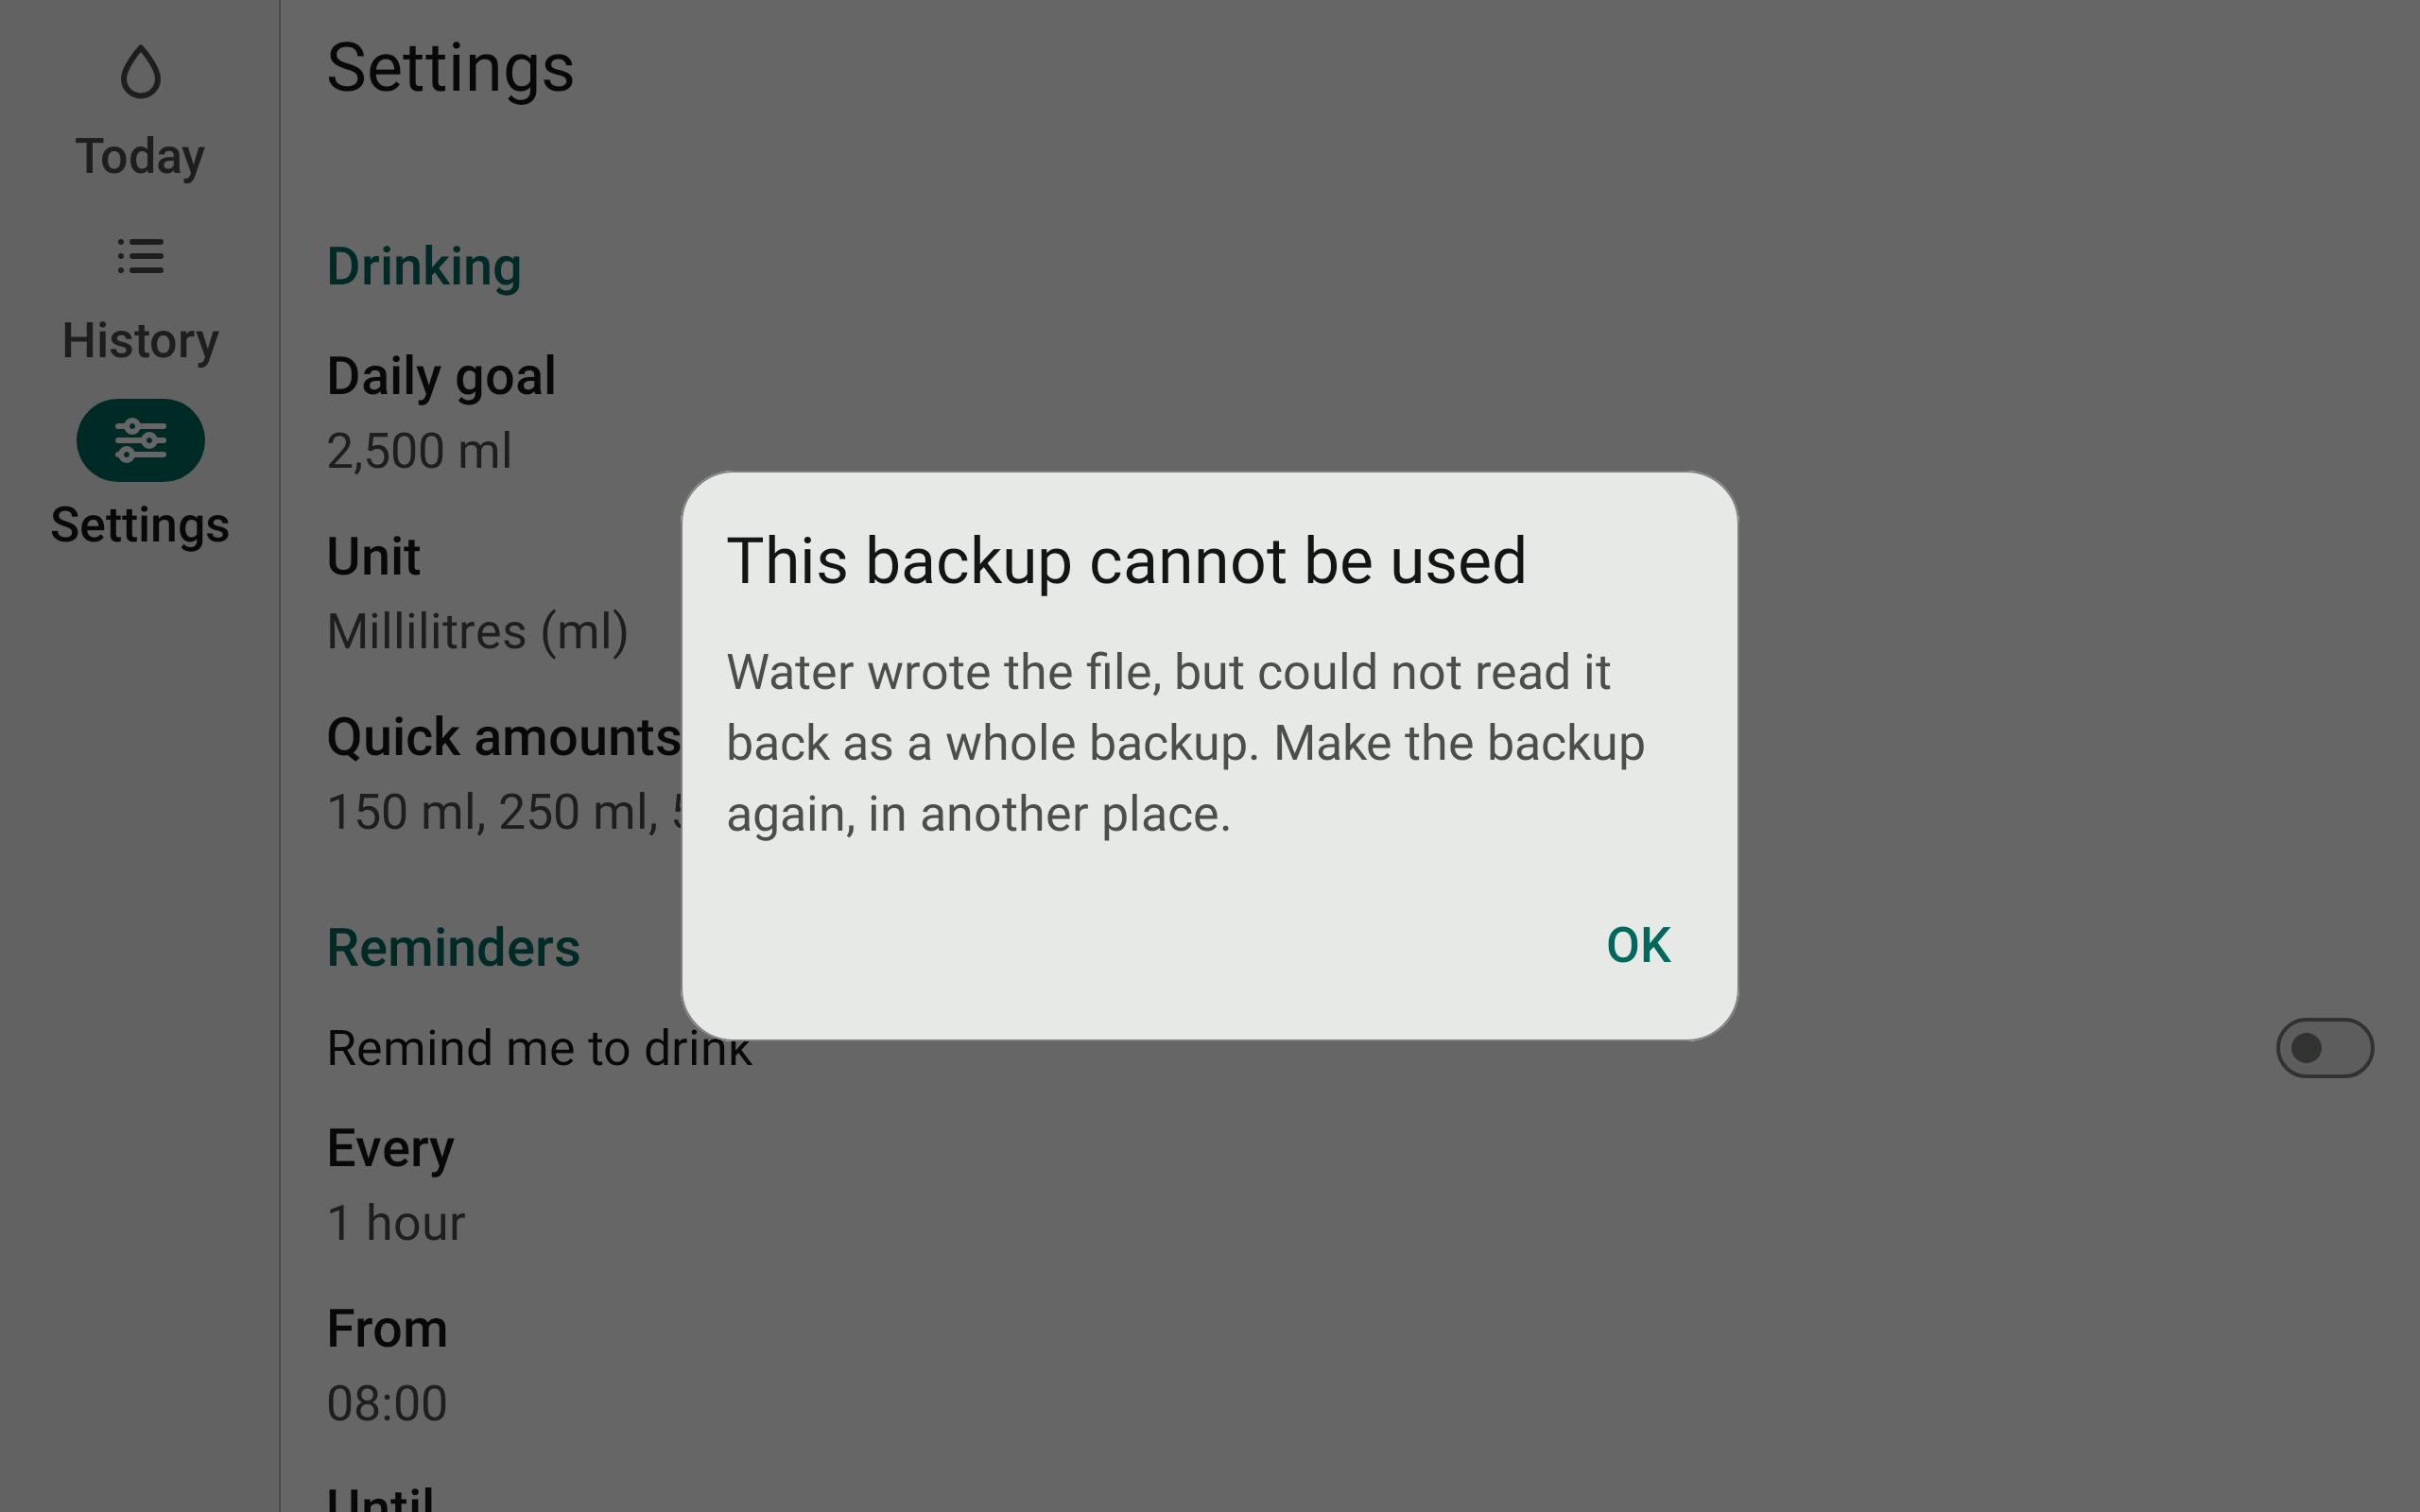 Today
History
Settings
Settings
Drinking
Daily goal
2,500 ml
Unit
Millilitres (ml)
Quick amounts
150 ml, 250 ml,
Reminders
Remind me to drink
Every
1 hour
From
08:00
Until
This backup cannot be used
Water wrote the file, but could not read it
back as a whole backup. Make the backup
again, in another place.
OK